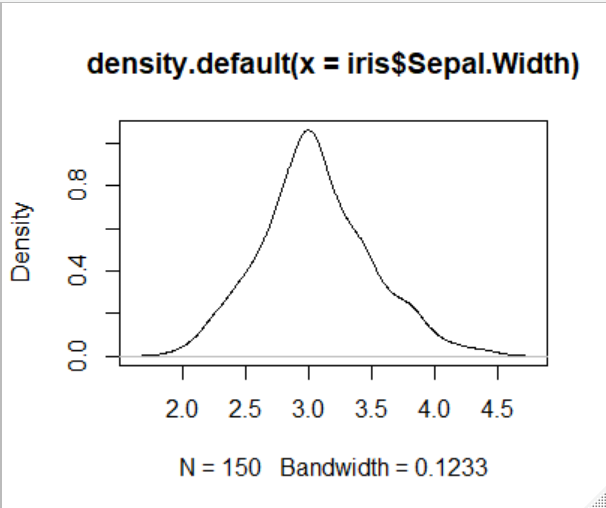 density.default(x = iris$Sepal.Width)
Density
0.8
0.4
0.0
2.0 2.5 3.0 3.5 4.0 4.5
N = 150 Bandwidth = 0.1233